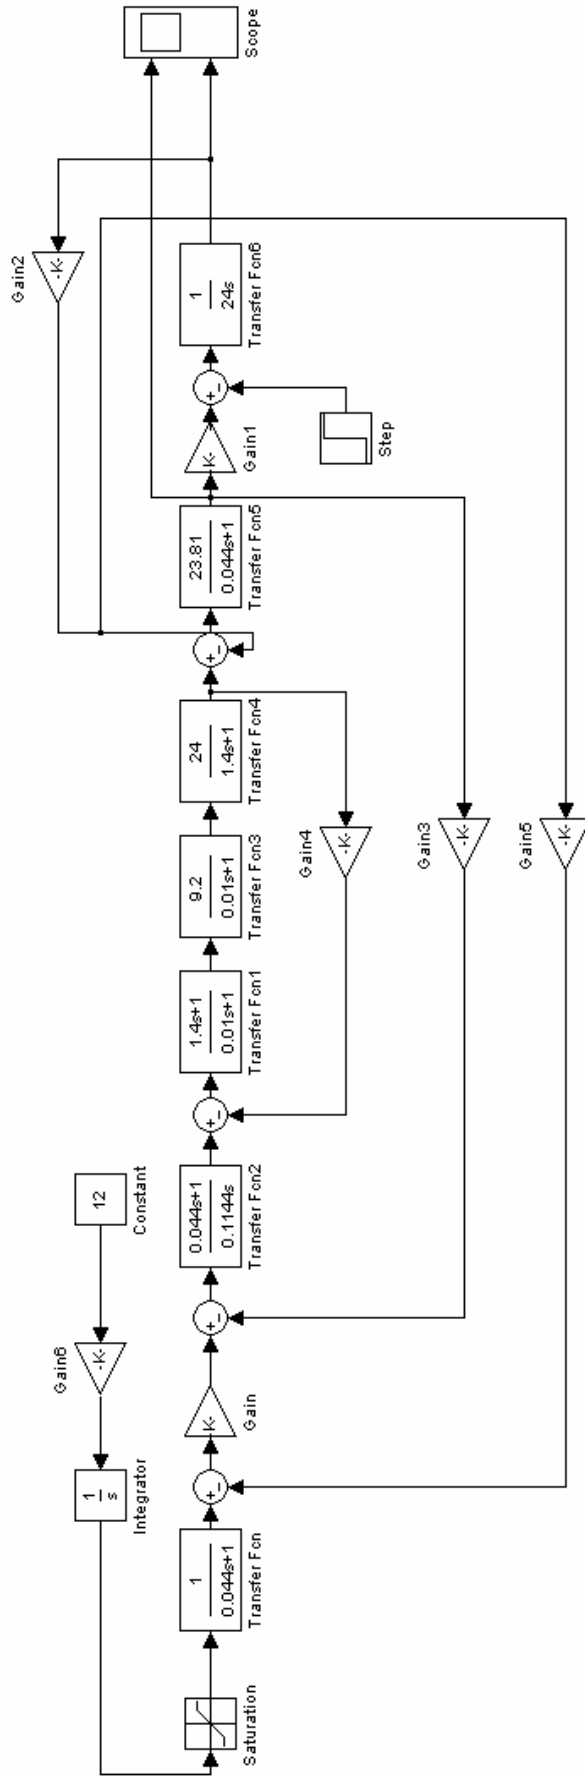 12
Constant
-K-
Gain6
1
s
Integrator
Saturation
1
0.044s+1
Transfer Fcn
+
-
K-
Gain
+
-
0.044s+1
0.1144s
Transfer Fcn2
+
-
1.4s+1
0.01s+1
Transfer Fcn1
9.2
0.01s+1
Transfer Fcn3
24
1.4s+1
Transfer Fcn4
+
-
23.81
0.044s+1
Transfer Fcn5
K-
Gain1
+
-
1
24s
Transfer Fcn6
Step
-K-
Gain2
Scope
-K-
Gain4
-K-
Gain3
-K-
Gain5